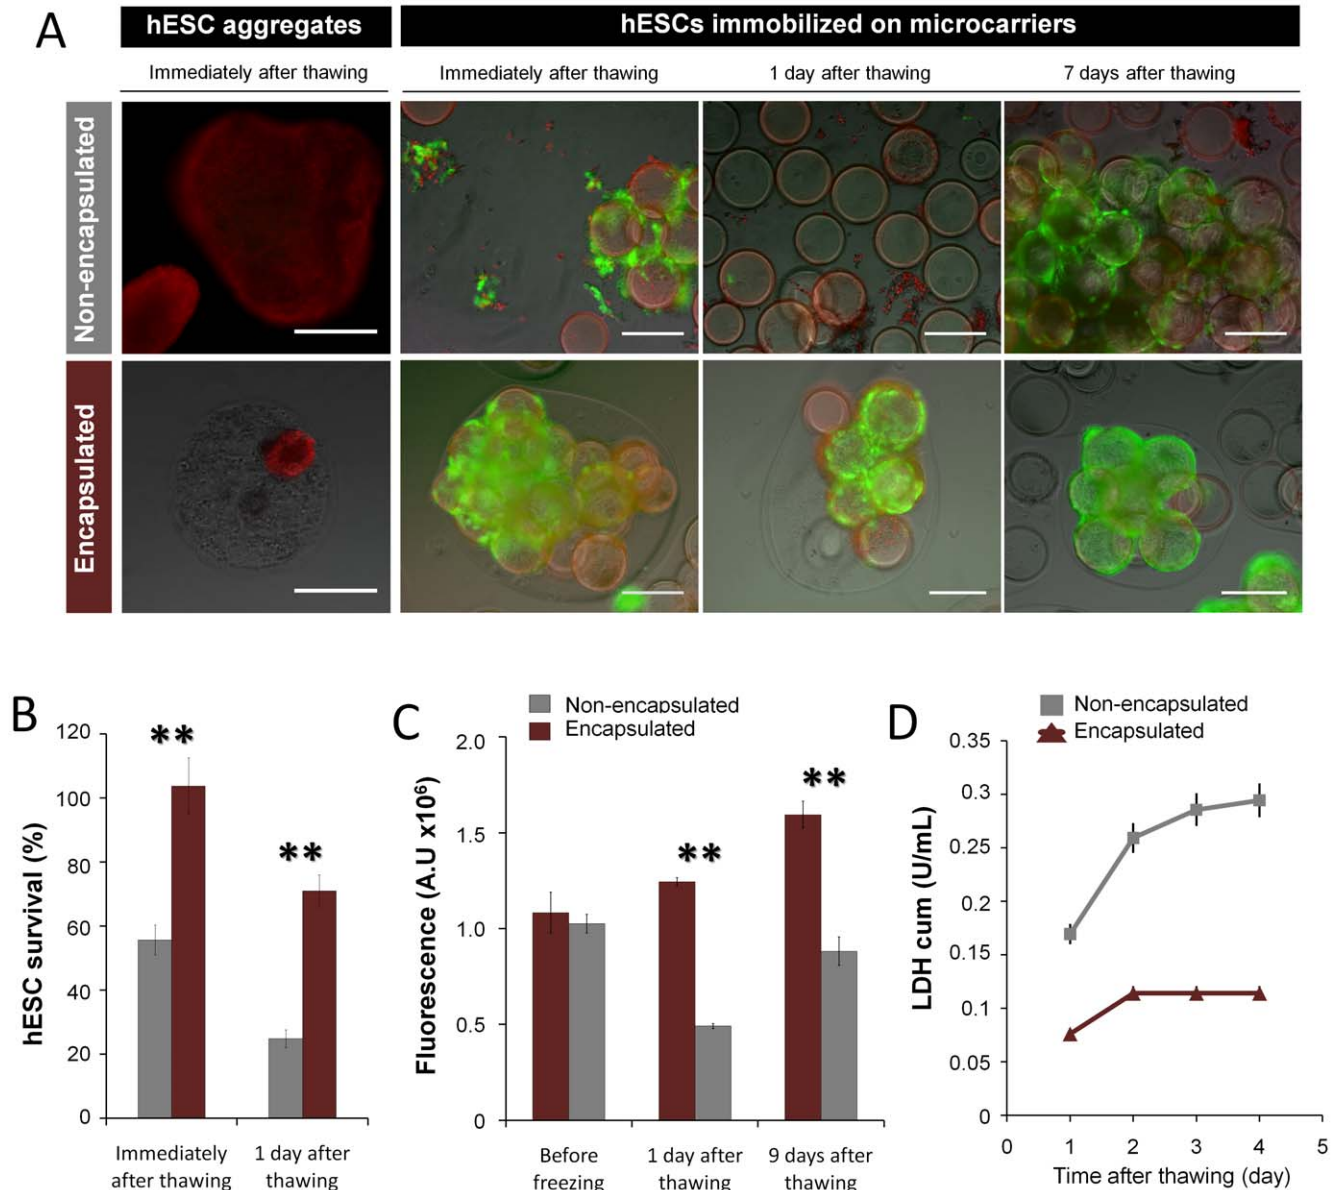 A
hESC aggregates
hESCs immobilized on microcarriers
Immediately after thawing
Immediately after thawing
1 day after thawing
7 days after thawing
Non-encapsulated
Encapsulated
B
hESC survival (%)
120
100
80
60
40
20
0
**
**
Immediately
after thawing
1 day after
thawing
C
Non-encapsulated
Encapsulated
Fluorescence (A.U x10⁶)
2.0
1.5
1.0
0.5
0
**
**
Before
freezing
1 day after
thawing
9 days after
thawing
D
Non-encapsulated
Encapsulated
LDH cum (U/mL)
0.35
0.3
0.25
0.2
0.15
0.1
0.05
0
0 1 2 3 4 5
Time after thawing (day)